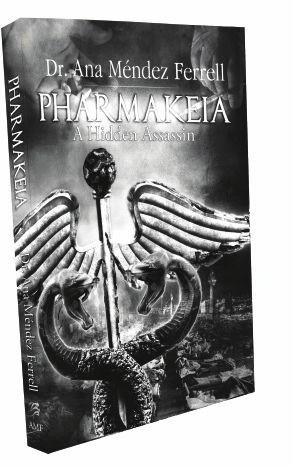 Dr. Ana Méndez Ferrell
PHARMAKEIA
A Hidden Assassin
PHARMAKEIA
Dr. Ana Méndez Ferrell
AMF